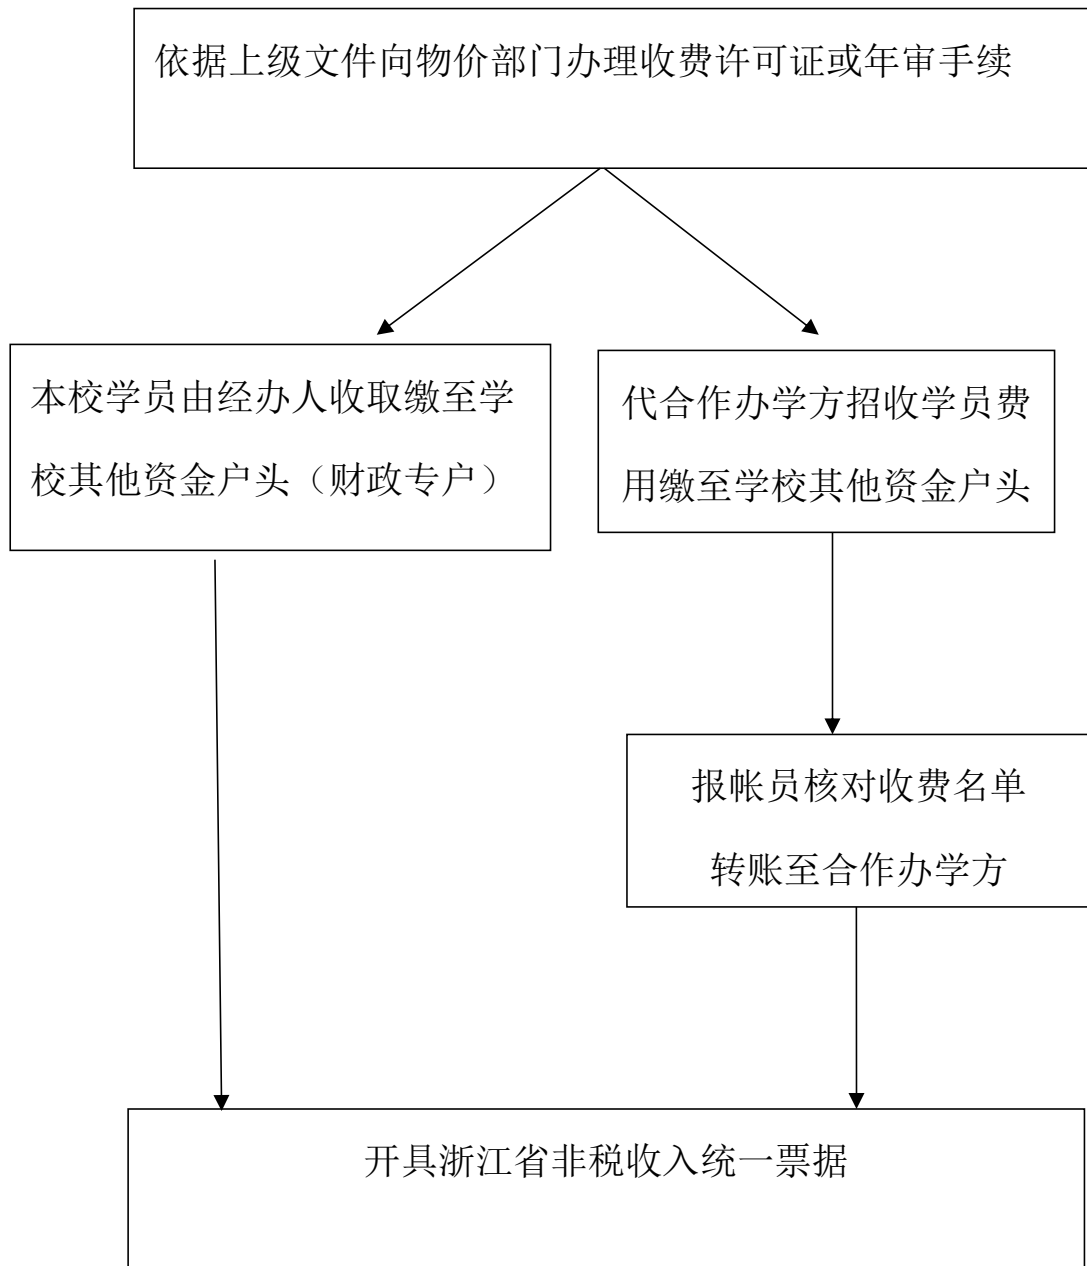 依据上级文件向物价部门办理收费许可证或年审手续
本校学员由经办人收取缴至学
校其他资金户头（财政专户）
代合作办学方招收学员费
用缴至学校其他资金户头
报帐员核对收费名单
转账至合作办学方
开具浙江省非税收入统一票据